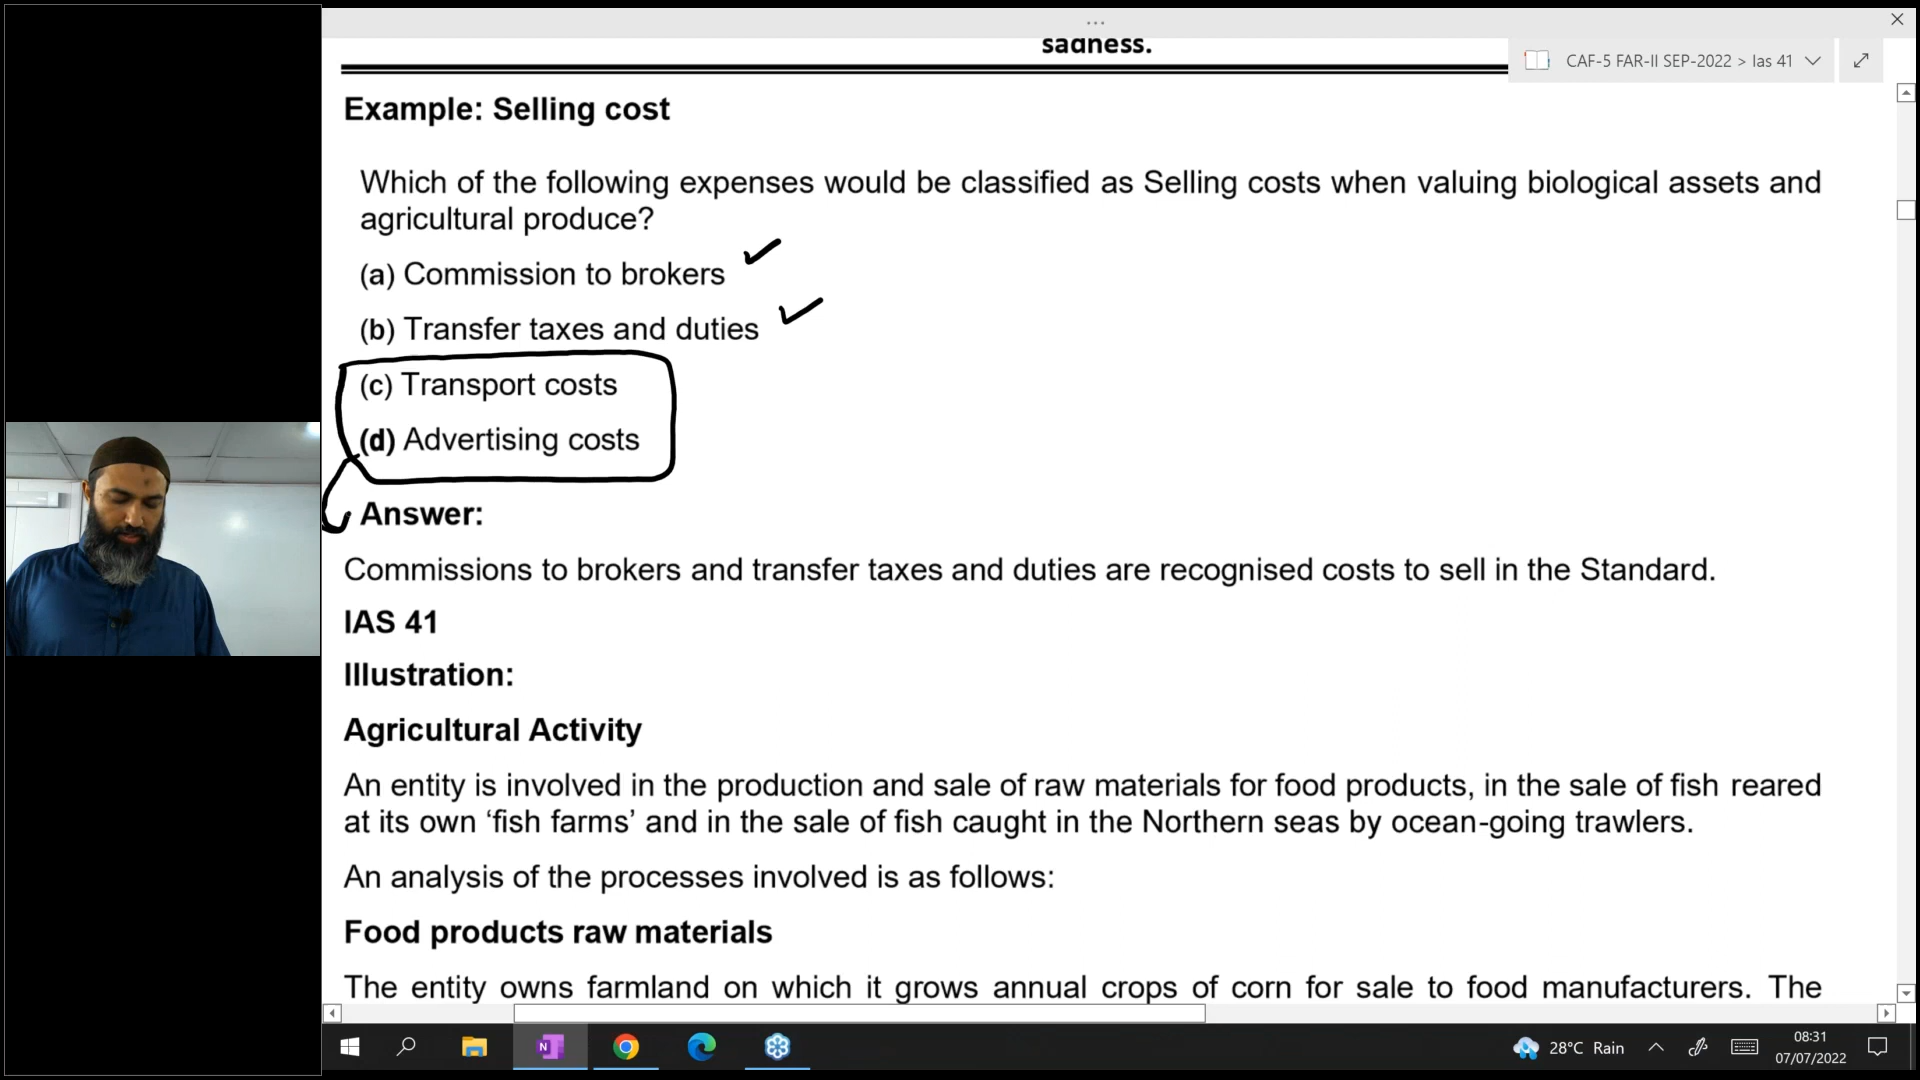 sadness.
CAF-5 FAR-II SEP-2022 > Ias 41
Example: Selling cost
Which of the following expenses would be classified as Selling costs when valuing biological assets and
agricultural produce?
(a) Commission to brokers
(b) Transfer taxes and duties
(c) Transport costs
(d) Advertising costs
Answer:
Commissions to brokers and transfer taxes and duties are recognised costs to sell in the Standard.
IAS 41
Illustration:
Agricultural Activity
An entity is involved in the production and sale of raw materials for food products, in the sale of fish reared
at its own ‘fish farms’ and in the sale of fish caught in the Northern seas by ocean-going trawlers.
An analysis of the processes involved is as follows:
Food products raw materials
The entity owns farmland on which it grows annual crops of corn for sale to food manufacturers. The
N
28°C Rain
08:31
07/07/2022